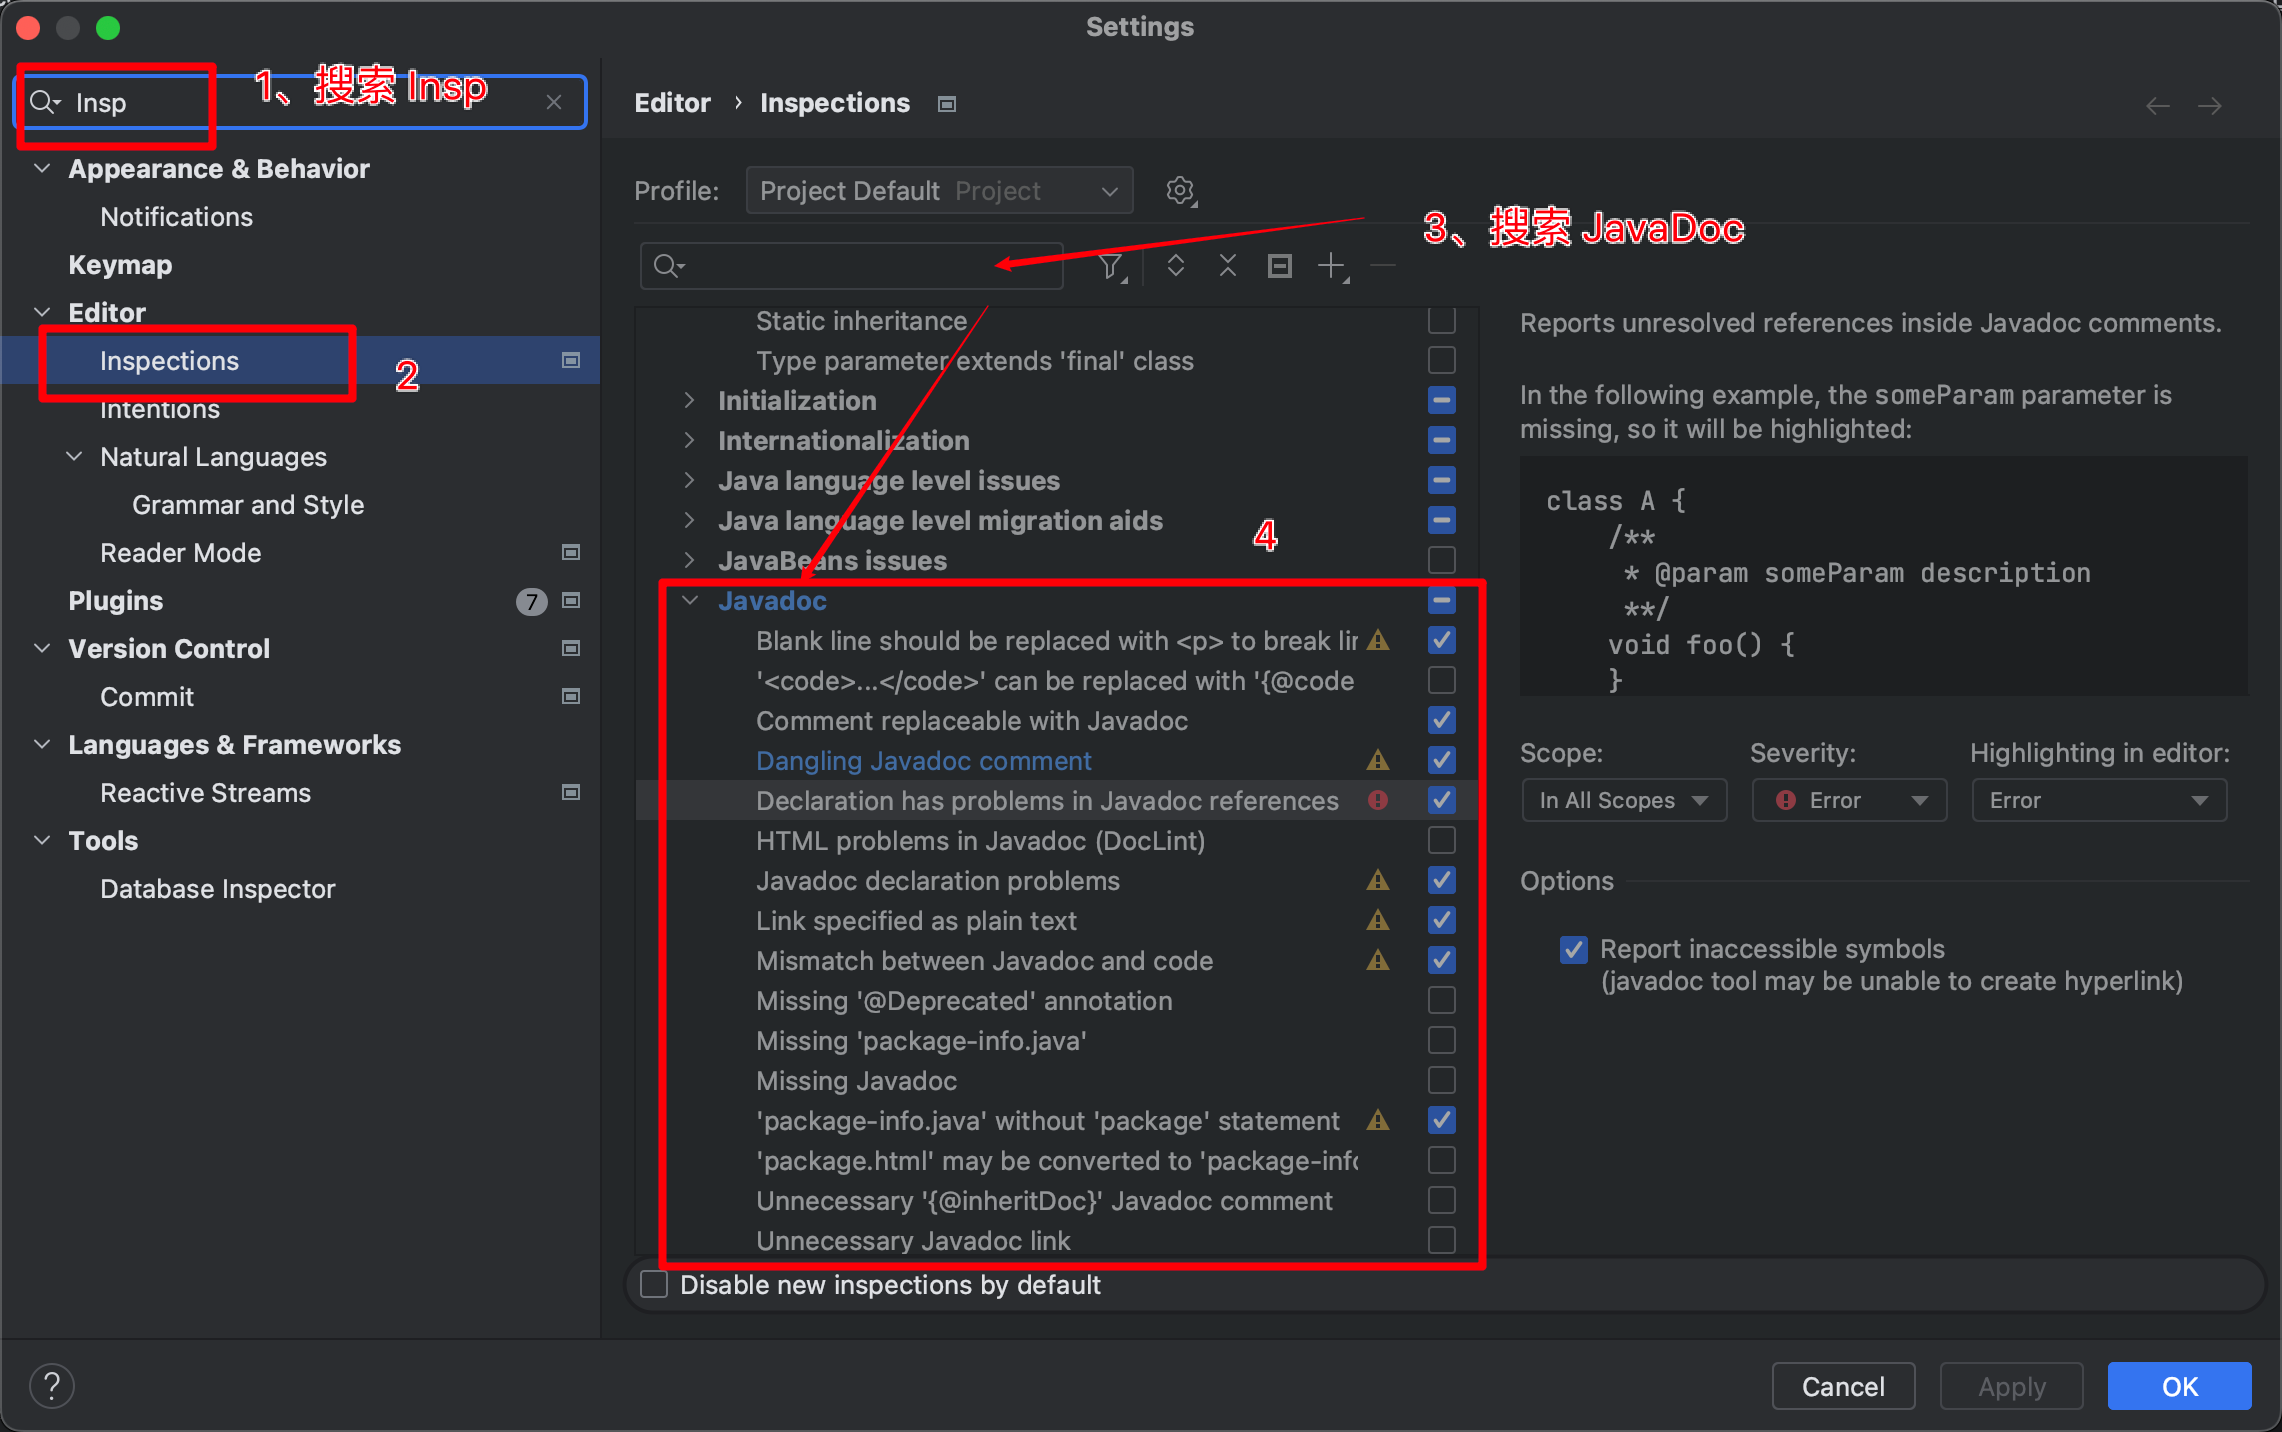 Settings
Insp
1、搜索 Insp
Appearance & Behavior
Notifications
Keymap
Editor
Inspections
2
Intentions
Natural Languages
Grammar and Style
Reader Mode
Plugins
7
Version Control
Commit
Languages & Frameworks
Reactive Streams
Tools
Database Inspector
Editor › Inspections
Profile: Project Default Project
3、搜索 JavaDoc
Static inheritance
Type parameter extends 'final' class
Initialization
Internationalization
Java language level issues
Java language level migration aids
4
JavaBeans issues
Javadoc
Blank line should be replaced with <p> to break lin
'<code>...</code>' can be replaced with '{@code
Comment replaceable with Javadoc
Dangling Javadoc comment
Declaration has problems in Javadoc references
HTML problems in Javadoc (DocLint)
Javadoc declaration problems
Link specified as plain text
Mismatch between Javadoc and code
Missing '@Deprecated' annotation
Missing 'package-info.java'
Missing Javadoc
'package-info.java' without 'package' statement
'package.html' may be converted to 'package-info
Unnecessary '{@inheritDoc}' Javadoc comment
Unnecessary Javadoc link
Disable new inspections by default
Reports unresolved references inside Javadoc comments.
In the following example, the someParam parameter is
missing, so it will be highlighted:
class A {
/**
* @param someParam description
**/
void foo() {
}
Scope: Severity: Highlighting in editor:
In All Scopes Error Error
Options
Report inaccessible symbols
(javadoc tool may be unable to create hyperlink)
?
Cancel
Apply
OK